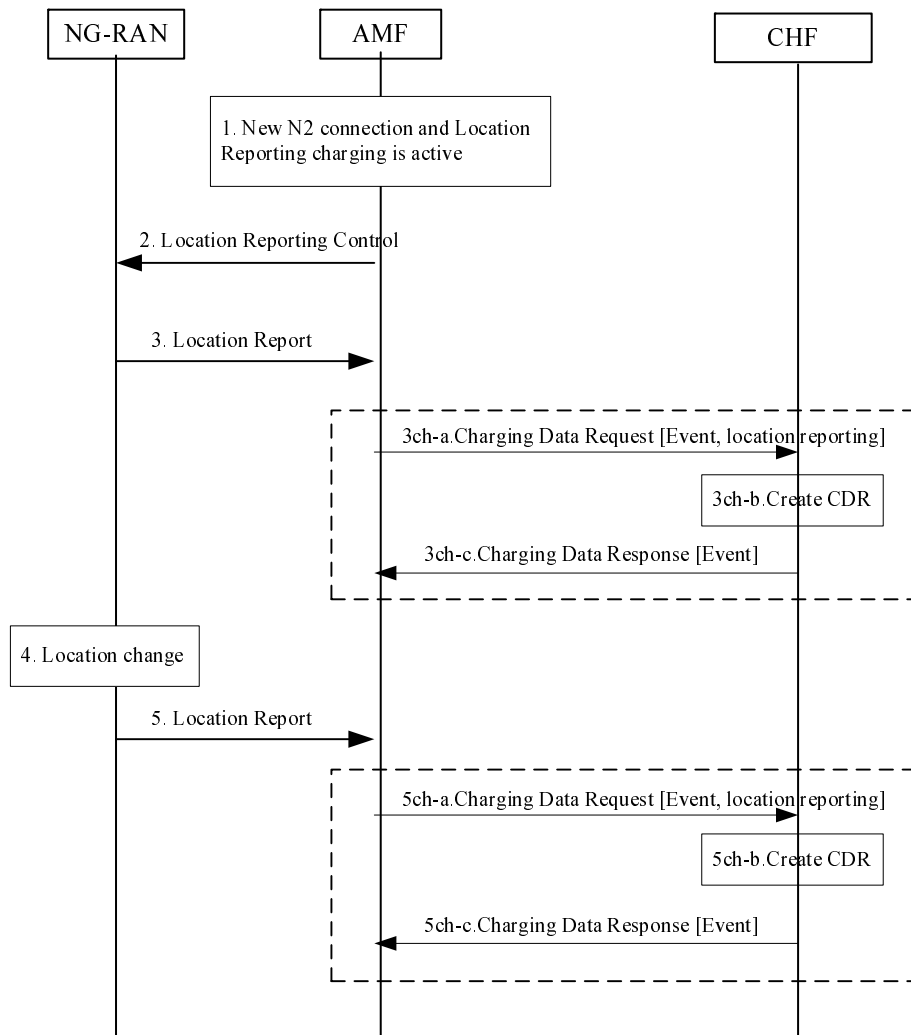 NG-RAN
AMF
CHF
1. New N2 connection and Location
Reporting charging is active
2. Location Reporting Control
3. Location Report
3ch-a.Charging Data Request [Event, location reporting]
3ch-b.Create CDR
3ch-c.Charging Data Response [Event]
4. Location change
5. Location Report
5ch-a.Charging Data Request [Event, location reporting]
5ch-b.Create CDR
5ch-c.Charging Data Response [Event]